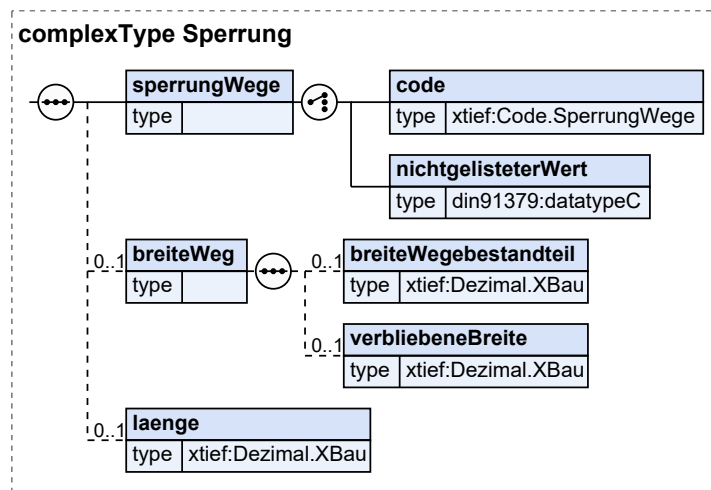 complexType Sperrung
sperrungWege
type
code
type xtief:Code.SperrungWege
nichtgelisteterWert
type din91379:datatypeC
0..1
breiteWeg
type
0..1
breiteWegebestandteil
type xtief:Dezimal.XBau
0..1
verbliebeneBreite
type xtief:Dezimal.XBau
0..1
laenge
type xtief:Dezimal.XBau